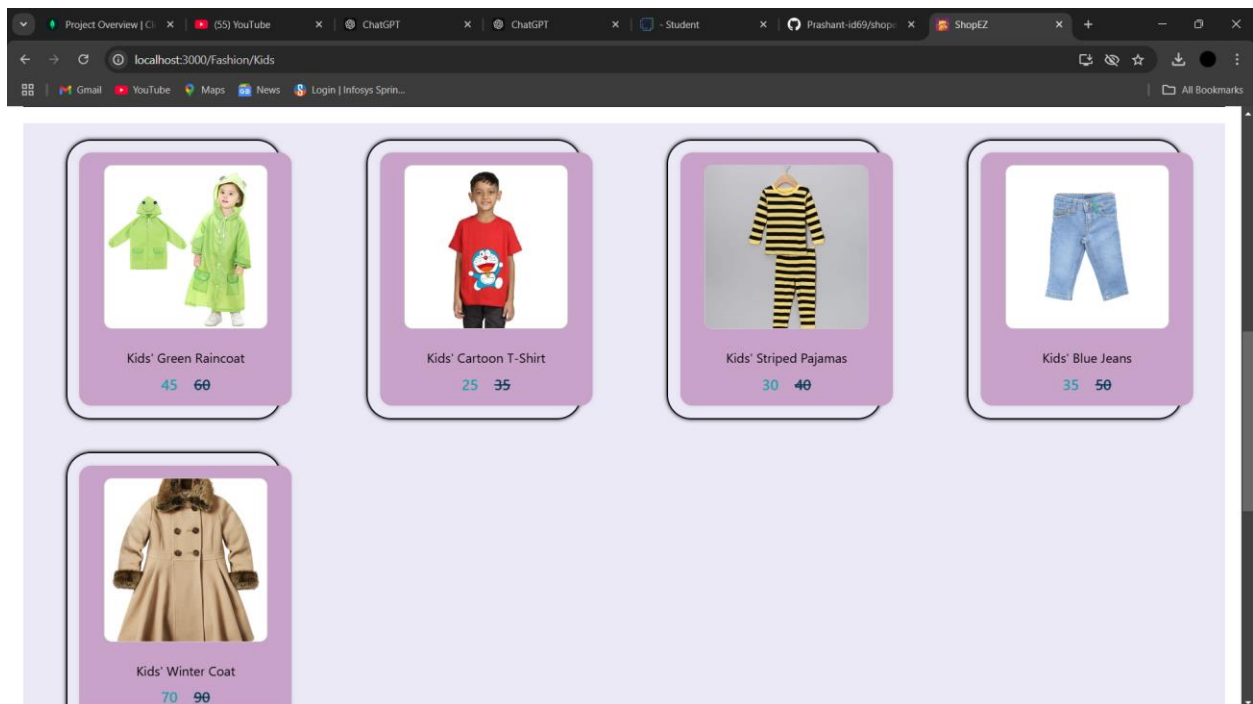 Project Overview | Cl
(55) YouTube
ChatGPT
ChatGPT
- Student
Prashant-id69/shop
ShopEZ
localhost:3000/Fashion/Kids
Gmail
YouTube
Maps
News
Login | Infosys Sprin...
All Bookmarks
Kids' Green Raincoat
45 60
Kids' Cartoon T-Shirt
25 35
Kids' Striped Pajamas
30 40
Kids' Blue Jeans
35 50
Kids' Winter Coat
70 90